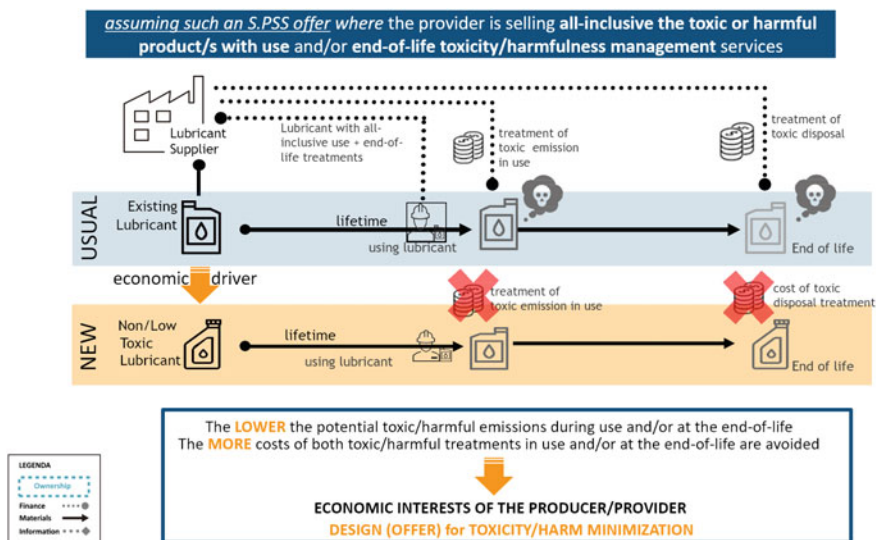 assuming such an S.PSS offer where the provider is selling all-inclusive the toxic or harmful
product/s with use and/or end-of-life toxicity/harmfulness management services
Lubricant
Supplier
Lubricant with all-
inclusive use + end-of-
life treatments
treatment of
toxic emission
in use
treatment of
toxic disposal
USUAL
Existing
Lubricant
lifetime
using lubricant
End of life
economic driver
treatment of
toxic emission in use
cost of toxic
disposal treatment
NEW
Non/Low
Toxic
Lubricant
lifetime
using lubricant
End of life
The LOWER the potential toxic/harmful emissions during use and/or at the end-of-life
The MORE costs of both toxic/harmful treatments in use and/or at the end-of-life are avoided
ECONOMIC INTERESTS OF THE PRODUCER/PROVIDER
DESIGN (OFFER) for TOXICITY/HARM MINIMIZATION
LEGENDA
Ownership
Finance
Materials
Information